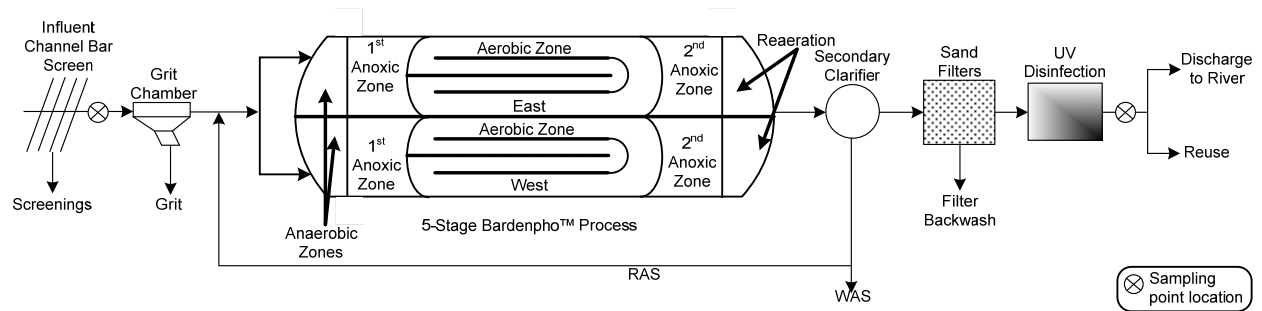 Influent
Channel Bar
Screen
Screenings
Grit
Chamber
Grit
Anaerobic
Zones
1st
Anoxic
Zone
Aerobic Zone
East
2nd
Anoxic
Zone
1st
Anoxic
Zone
Aerobic Zone
West
2nd
Anoxic
Zone
Reaeration
5-Stage Bardenpho™ Process
RAS
Secondary
Clarifier
WAS
Sand
Filters
Filter
Backwash
UV
Disinfection
Discharge
to River
Reuse
Sampling
point location